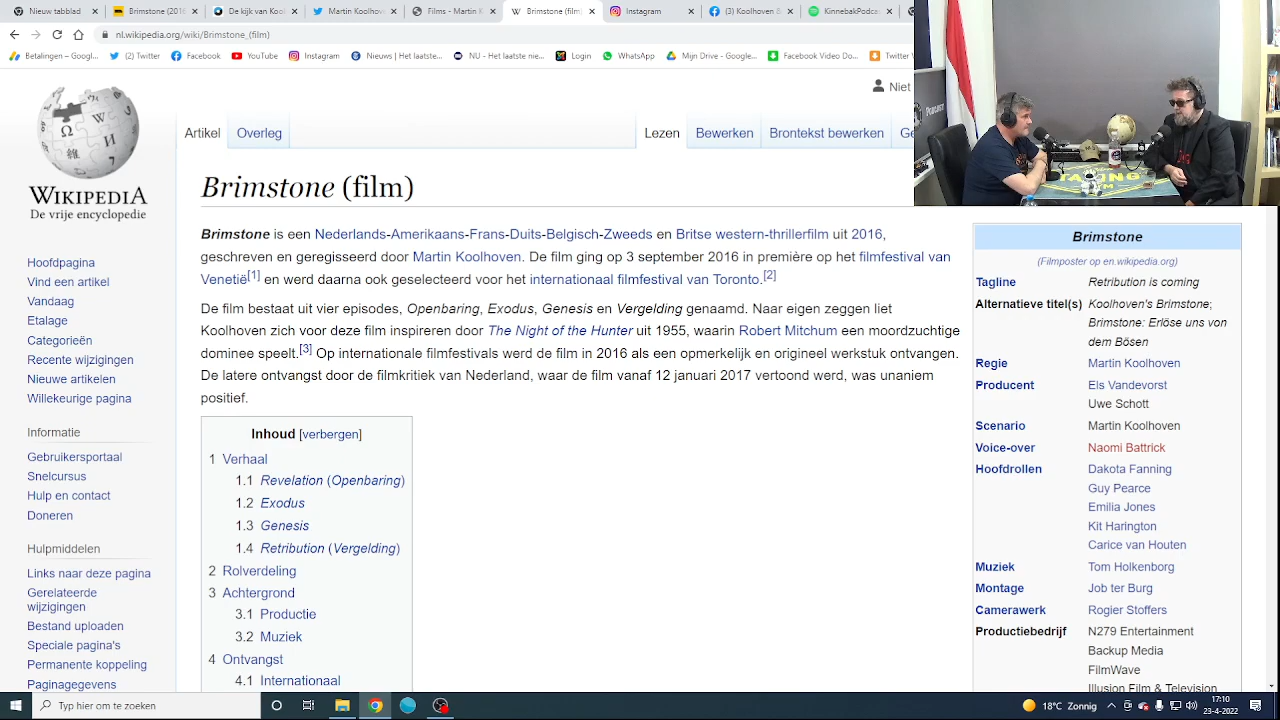 Nieuw tabblad
Brimstone (2016
De kijk van Koo
Martin Koolhov
Films - Martin K
Brimstone (film
Instagram
(3) Koolhoven &
KinnebakPodcas
nl.wikipedia.org/wiki/Brimstone_(film)
Betalingen – Googl...
(2) Twitter
Facebook
YouTube
Instagram
Nieuws | Het laatste...
NU - Het laatste nie...
Login
WhatsApp
Mijn Drive - Google...
Facebook Video Do...
Twitter
Niet
Artikel
Overleg
Lezen
Bewerken
Brontekst bewerken
WIKIPEDIA
De vrije encyclopedie
Hoofdpagina
Vind een artikel
Vandaag
Etalage
Categorieën
Recente wijzigingen
Nieuwe artikelen
Willekeurige pagina
Informatie
Gebruikersportaal
Snelcursus
Hulp en contact
Doneren
Hulpmiddelen
Links naar deze pagina
Gerelateerde
wijzigingen
Bestand uploaden
Speciale pagina's
Permanente koppeling
Paginagegevens
Brimstone (film)
Brimstone is een Nederlands-Amerikaans-Frans-Duits-Belgisch-Zweeds en Britse western-thrillerfilm uit 2016,
geschreven en geregisseerd door Martin Koolhoven. De film ging op 3 september 2016 in première op het filmfestival van
Venetië[1] en werd daarna ook geselecteerd voor het internationaal filmfestival van Toronto.[2]
De film bestaat uit vier episodes, Openbaring, Exodus, Genesis en Vergelding genaamd. Naar eigen zeggen liet
Koolhoven zich voor deze film inspireren door The Night of the Hunter uit 1955, waarin Robert Mitchum een moordzuchtige
dominee speelt.[3] Op internationale filmfestivals werd de film in 2016 als een opmerkelijk en origineel werkstuk ontvangen.
De latere ontvangst door de filmkritiek van Nederland, waar de film vanaf 12 januari 2017 vertoond werd, was unaniem
positief.
Inhoud [verbergen]
1 Verhaal
1.1 Revelation (Openbaring)
1.2 Exodus
1.3 Genesis
1.4 Retribution (Vergelding)
2 Rolverdeling
3 Achtergrond
3.1 Productie
3.2 Muziek
4 Ontvangst
4.1 Internationaal
Brimstone
(Filmposter op en.wikipedia.org)
Tagline Retribution is coming
Alternatieve titel(s) Koolhoven's Brimstone;
Brimstone: Erlöse uns von
dem Bösen
Regie Martin Koolhoven
Producent Els Vandevorst
Uwe Schott
Scenario Martin Koolhoven
Voice-over Naomi Battrick
Hoofdrollen Dakota Fanning
Guy Pearce
Emilia Jones
Kit Harington
Carice van Houten
Muziek Tom Holkenborg
Montage Job ter Burg
Camerawerk Rogier Stoffers
Productiebedrijf N279 Entertainment
Backup Media
FilmWave
Illusion Film & Television
Typ hier om te zoeken
18°C Zonnig
17:10
23-4-2022